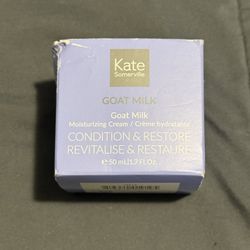 Kate
Somerville
GOAT MILK
Goat Milk
Moisturizing Cream / Crème hydratante
CONDITION & RESTORE
REVITALISE & RESTAURE
℮ 50 mL/1.7 Fl Oz.